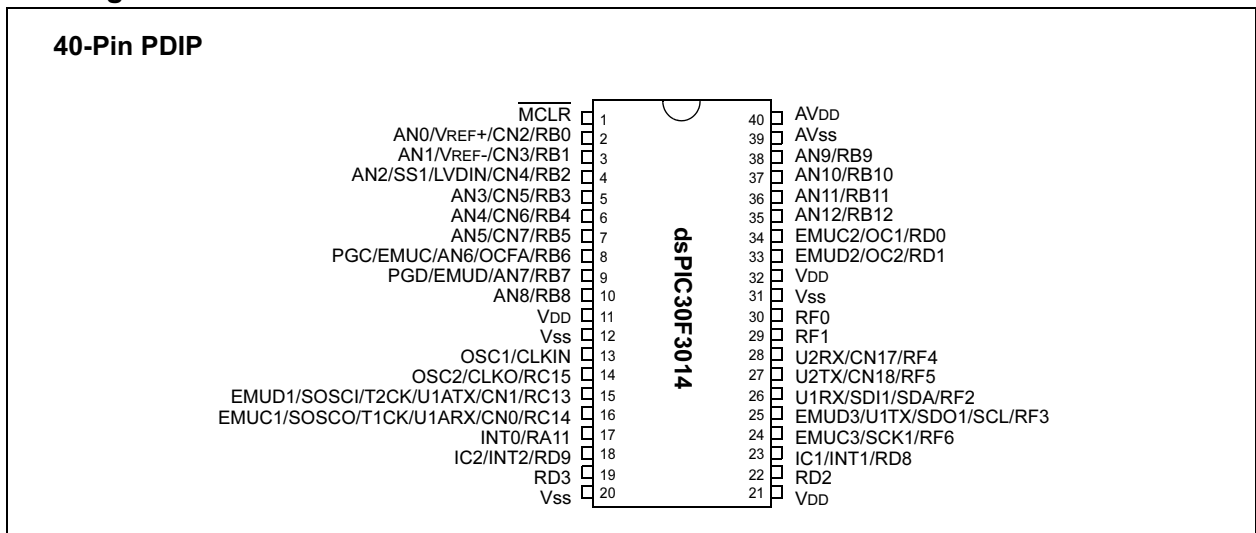 40-Pin PDIP
MCLR 1
AN0/VREF+/CN2/RB0 2
AN1/VREF-/CN3/RB1 3
AN2/SS1/LVDIN/CN4/RB2 4
AN3/CN5/RB3 5
AN4/CN6/RB4 6
AN5/CN7/RB5 7
PGC/EMUC/AN6/OCFA/RB6 8
PGD/EMUD/AN7/RB7 9
AN8/RB8 10
VDD 11
Vss 12
OSC1/CLKIN 13
OSC2/CLKO/RC15 14
EMUD1/SOSCI/T2CK/U1ATX/CN1/RC13 15
EMUC1/SOSCO/T1CK/U1ARX/CN0/RC14 16
INT0/RA11 17
IC2/INT2/RD9 18
RD3 19
Vss 20
dsPIC30F3014
40 AVDD
39 AVss
38 AN9/RB9
37 AN10/RB10
36 AN11/RB11
35 AN12/RB12
34 EMUC2/OC1/RD0
33 EMUD2/OC2/RD1
32 VDD
31 Vss
30 RF0
29 RF1
28 U2RX/CN17/RF4
27 U2TX/CN18/RF5
26 U1RX/SDI1/SDA/RF2
25 EMUD3/U1TX/SDO1/SCL/RF3
24 EMUC3/SCK1/RF6
23 IC1/INT1/RD8
22 RD2
21 VDD